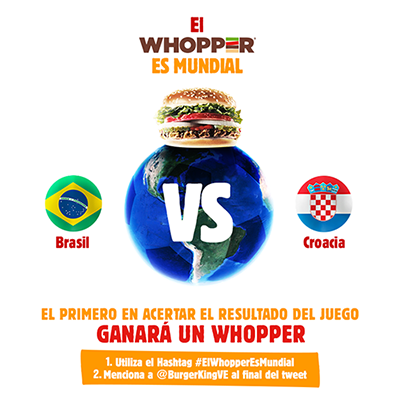 El
WHOPPER®
ES MUNDIAL
VS
Brasil
Croacia
EL PRIMERO EN ACERTAR EL RESULTADO DEL JUEGO
GANARÁ UN WHOPPER
1. Utiliza el Hashtag #ElWhopperEsMundial
2. Menciona a @BurgerKingVE al final del tweet